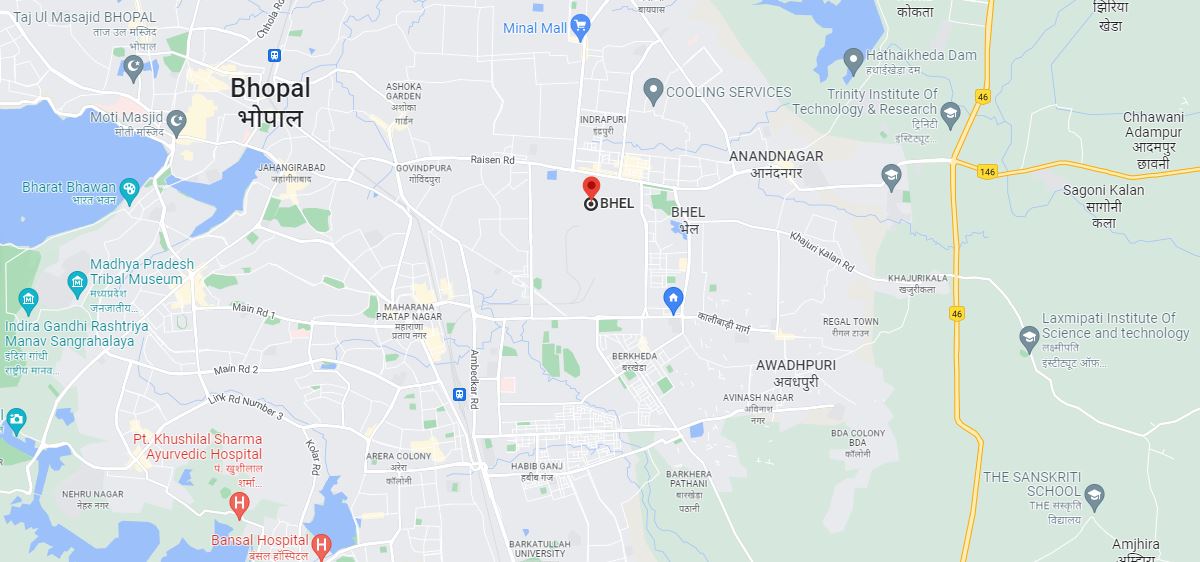 Taj Ul Masajid BHOPAL
ताज उल मस्जिद
भोपाल
Chhola Ro
Minal Mall
बायपास
कोकता
झिरिया
खेडा
Bhopal
भोपाल
ASHOKA
GARDEN
अशोका
गार्डन
COOLING SERVICES
Hathaikheda Dam
हथाईखेडा दम
Trinity Institute Of
Technology & Research
ट्रिनिटी
इंस्टिट्यूट...
46
Moti Masjid
मोती मस्जिद
INDRAPURI
इंद्रपुरी
Chhawani
Adampur
आदमपुर
छावनी
JAHANGIRABAD
जहांगीराबाद
GOVINDPURA
गोविंदपुरा
Raisen Rd
ANANDNAGAR
आनंदनगर
146
Bharat Bhawan
भारत भवन
BHEL
BHEL
भेल
Sagoni Kalan
सागोनी
कला
Khajuri Kalan Rd
Madhya Pradesh
Tribal Museum
मध्यप्रदेश
जनजातीय...
KHAJURIKALA
खजुरीकला
Indira Gandhi Rashtriya
Manav Sangrahalaya
इंदिरा गांधी
राष्ट्रीय मानव...
Main Rd 1
MAHARANA
PRATAP NAGAR
महाराणा
प्रताप नगर
कालीबाड़ी मार्ग
REGAL TOWN
रीगल टाउन
46
Laxmipati Institute Of
Science and technology
लक्ष्मीपति
इंस्टीट्यूट ऑफ़...
Main Rd 2
Ambedkar Rd
BERKHEDA
बरखेड़ा
AWADHPURI
अवधपुरी
Link Rd Number 3
AVINASH NAGAR
अविनाश
नगर
Pt. Khushilal Sharma
Ayurvedic Hospital
पं. खुशीलाल
शर्मा...
Kolar Rd
ARERA COLONY
अरेरा
कॉलोनी
HABIB GANJ
हबीब गंज
BDA COLONY
BDA
कॉलोनी
BARKHERA
PATHANI
बारखेड़ा
पठानी
THE SANSKRITI
SCHOOL
THE संस्कृति
विद्यालय
NEHRU NAGAR
नेहरु नगर
Bansal Hospital
बंसल हॉस्पिटल
BARKATULLAH
UNIVERSITY
Amjhira